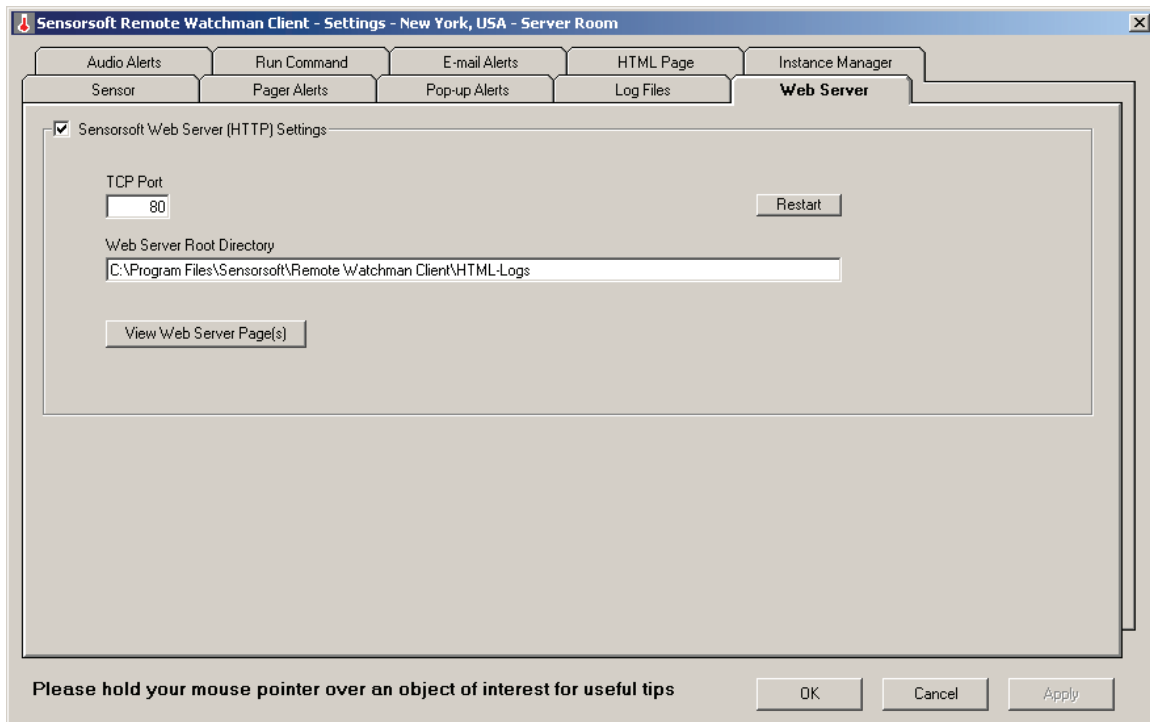 Sensorsoft Remote Watchman Client - Settings - New York, USA - Server Room
Audio Alerts Run Command E-mail Alerts HTML Page Instance Manager
Sensor Pager Alerts Pop-up Alerts Log Files Web Server
Sensorsoft Web Server (HTTP) Settings
TCP Port
80 Restart
Web Server Root Directory
C:\Program Files\Sensorsoft\Remote Watchman Client\HTML-Logs
View Web Server Page(s)
Please hold your mouse pointer over an object of interest for useful tips OK Cancel Apply